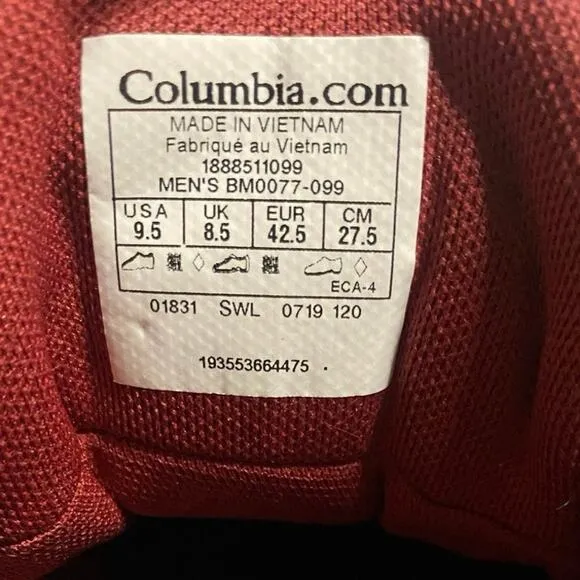 Columbia.com
MADE IN VIETNAM
Fabriqué au Vietnam
1888511099
MEN'S BM0077-099
USA UK EUR CM
9.5 8.5 42.5 27.5
ECA-4
01831 SWL 0719 120
193553664475 .